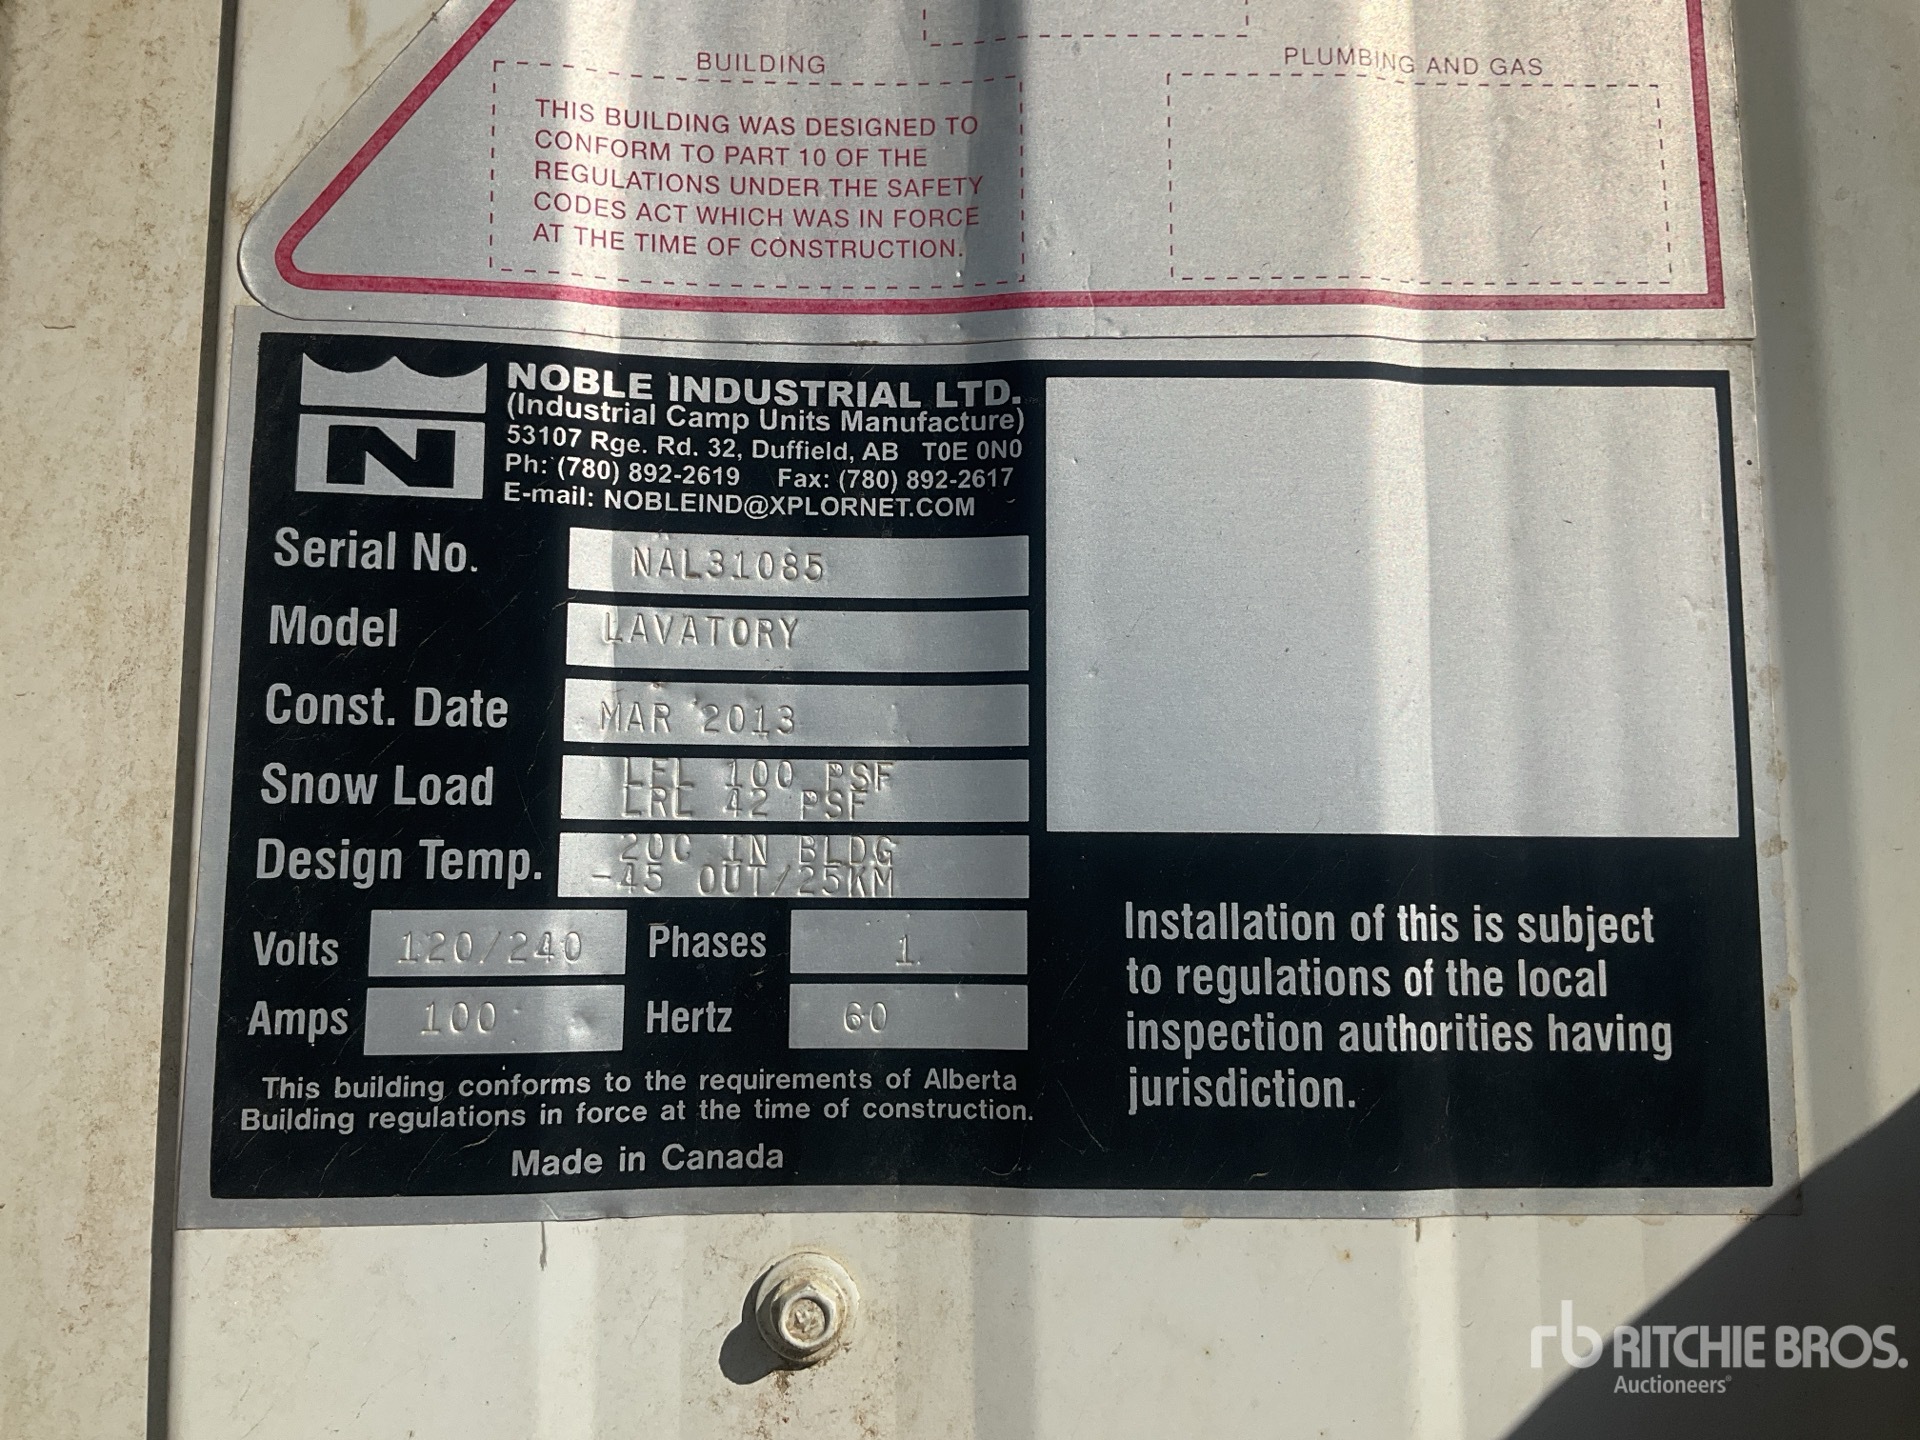 BUILDING
PLUMBING AND GAS
THIS BUILDING WAS DESIGNED TO
CONFORM TO PART 10 OF THE
REGULATIONS UNDER THE SAFETY
CODES ACT WHICH WAS IN FORCE
AT THE TIME OF CONSTRUCTION.
N
NOBLE INDUSTRIAL LTD.
(Industrial Camp Units Manufacture)
53107 Rge. Rd. 32, Duffield, AB T0E 0N0
Ph: (780) 892-2619 Fax: (780) 892-2617
E-mail: NOBLEIND@XPLORNET.COM
Serial No. NAL31085
Model LAVATORY
Const. Date MAR 2013
Snow Load LFL 100 PSF
LRL 42 PSF
Design Temp. 20C IN BLDG
-45 OUT/25KM
Volts 120/240 Phases 1
Amps 100 Hertz 60
This building conforms to the requirements of Alberta
Building regulations in force at the time of construction.
Made in Canada
Installation of this is subject
to regulations of the local
inspection authorities having
jurisdiction.
rb RITCHIE BROS.
Auctioneers